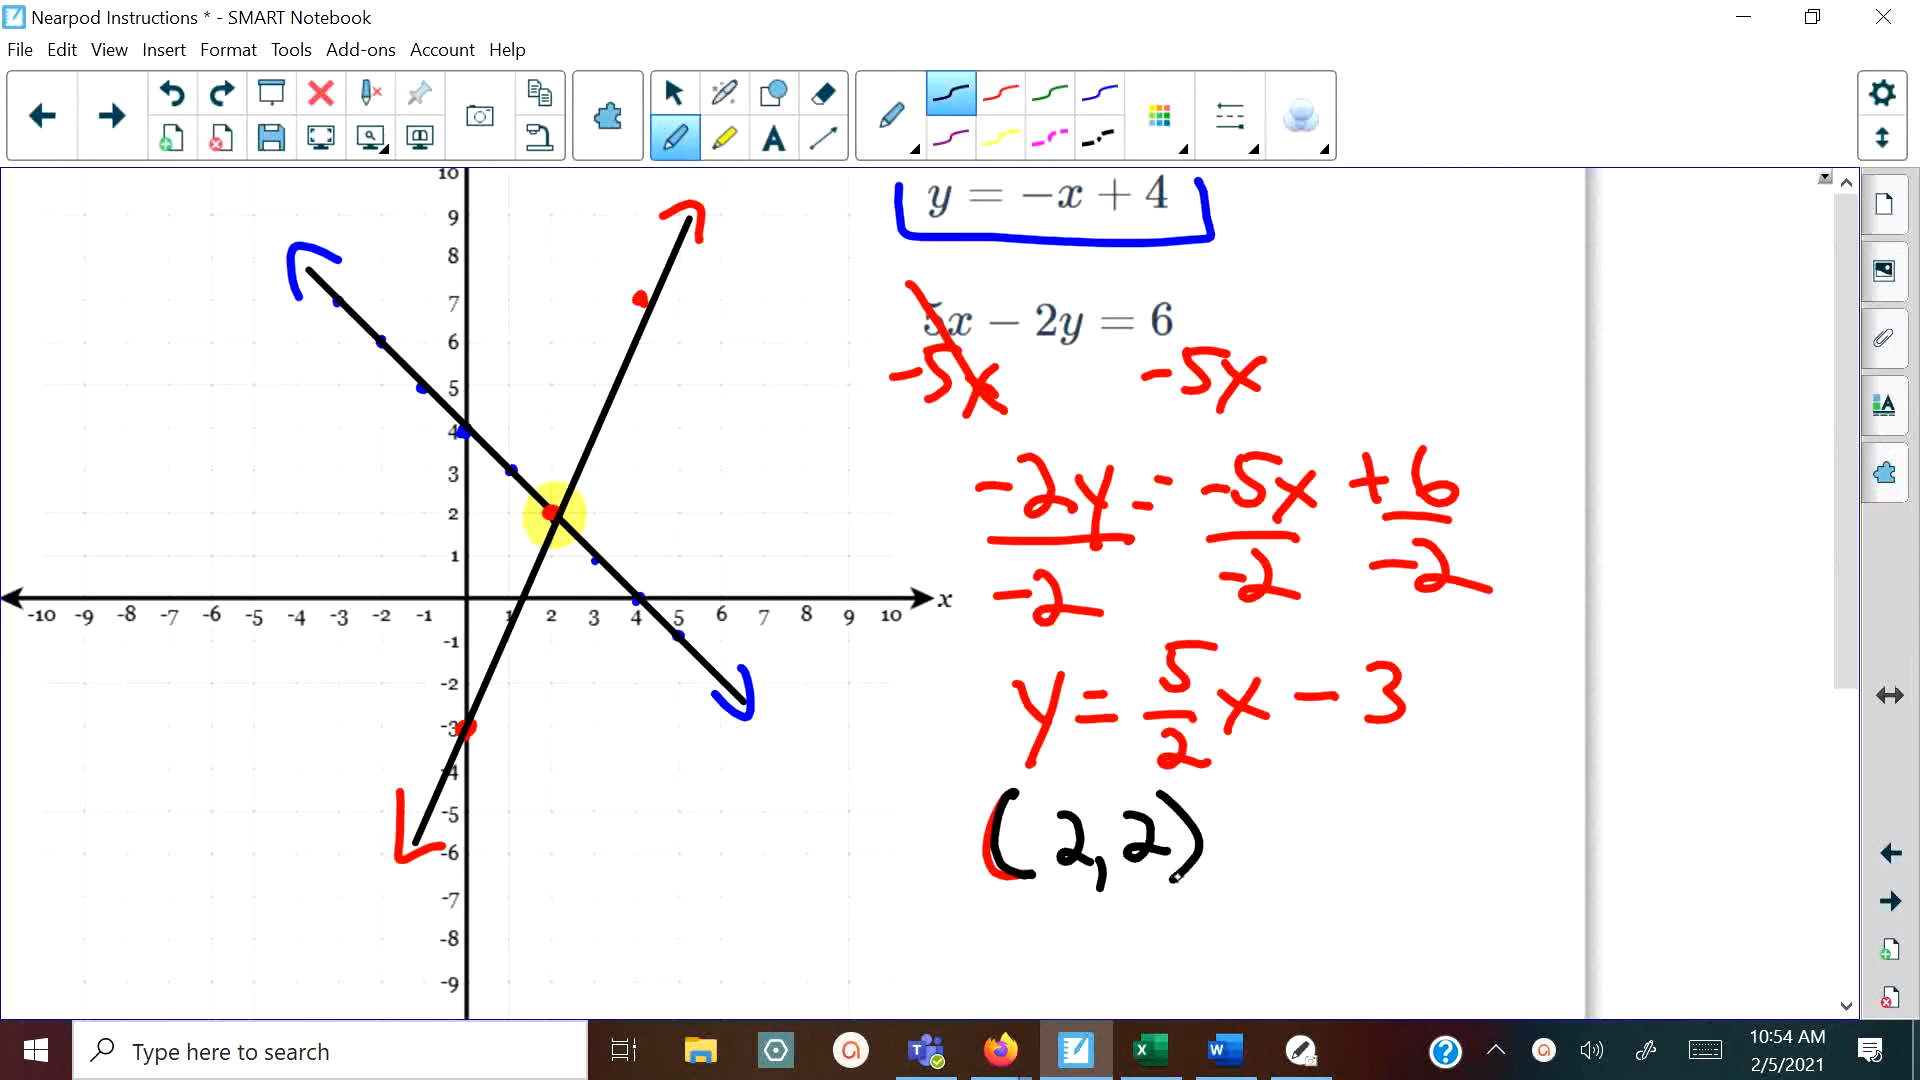 Nearpod Instructions * - SMART Notebook
File Edit View Insert Format Tools Add-ons Account Help
10
9
8
7
6
5
4
3
2
1
-10 -9 -8 -7 -6 -5 -4 -3 -2 -1 1 2 3 4 5 6 7 8 9 10 x
-1
-2
-3
-4
-5
-6
-7
-8
-9
y = −x + 4
5x − 2y = 6
-5x -5x
-2y = -5x + 6
-2 -2 -2
y = 5/2 x - 3
(2, 2)
Type here to search
10:54 AM
2/5/2021